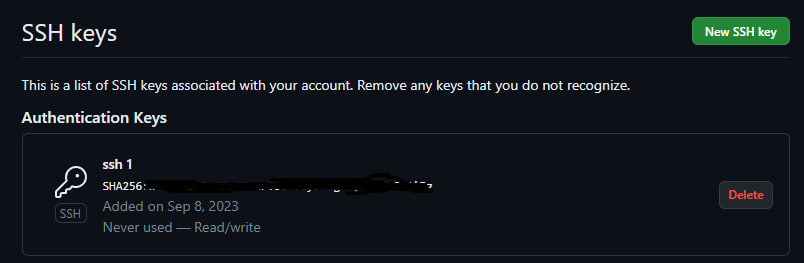 SSH keys
New SSH key
This is a list of SSH keys associated with your account. Remove any keys that you do not recognize.
Authentication Keys
ssh 1
SHA256:
Added on Sep 8, 2023
SSH
Never used — Read/write
Delete